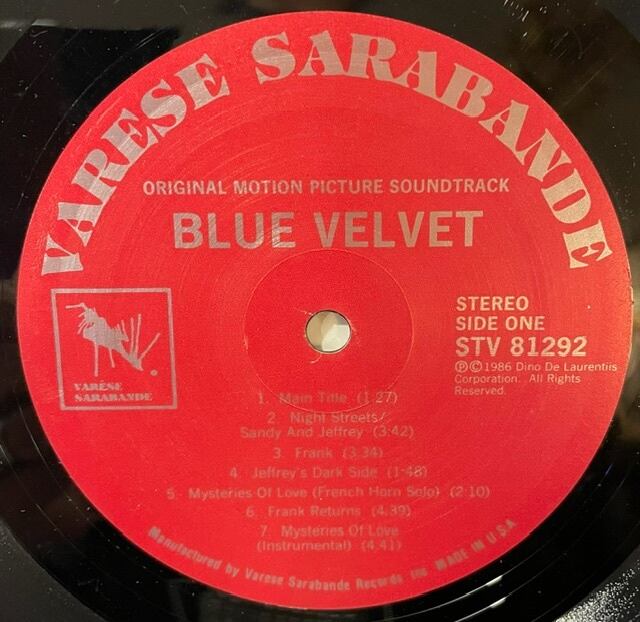 VARESE SARABANDE
ORIGINAL MOTION PICTURE SOUNDTRACK
BLUE VELVET
STEREO
SIDE ONE
STV 81292
℗©1986 Dino De Laurentiis
Corporation. All Rights
Reserved.
VARÈSE
SARABANDE
1. Main Title (1:27)
2. Night Streets/
Sandy And Jeffrey (3:42)
3. Frank (3:34)
4. Jeffrey's Dark Side (1:48)
5. Mysteries Of Love (French Horn Solo) (2:10)
6. Frank Returns (4:39)
7. Mysteries Of Love
(Instrumental) (4:41)
Manufactured by Varese Sarabande Records INC MADE IN U.S.A